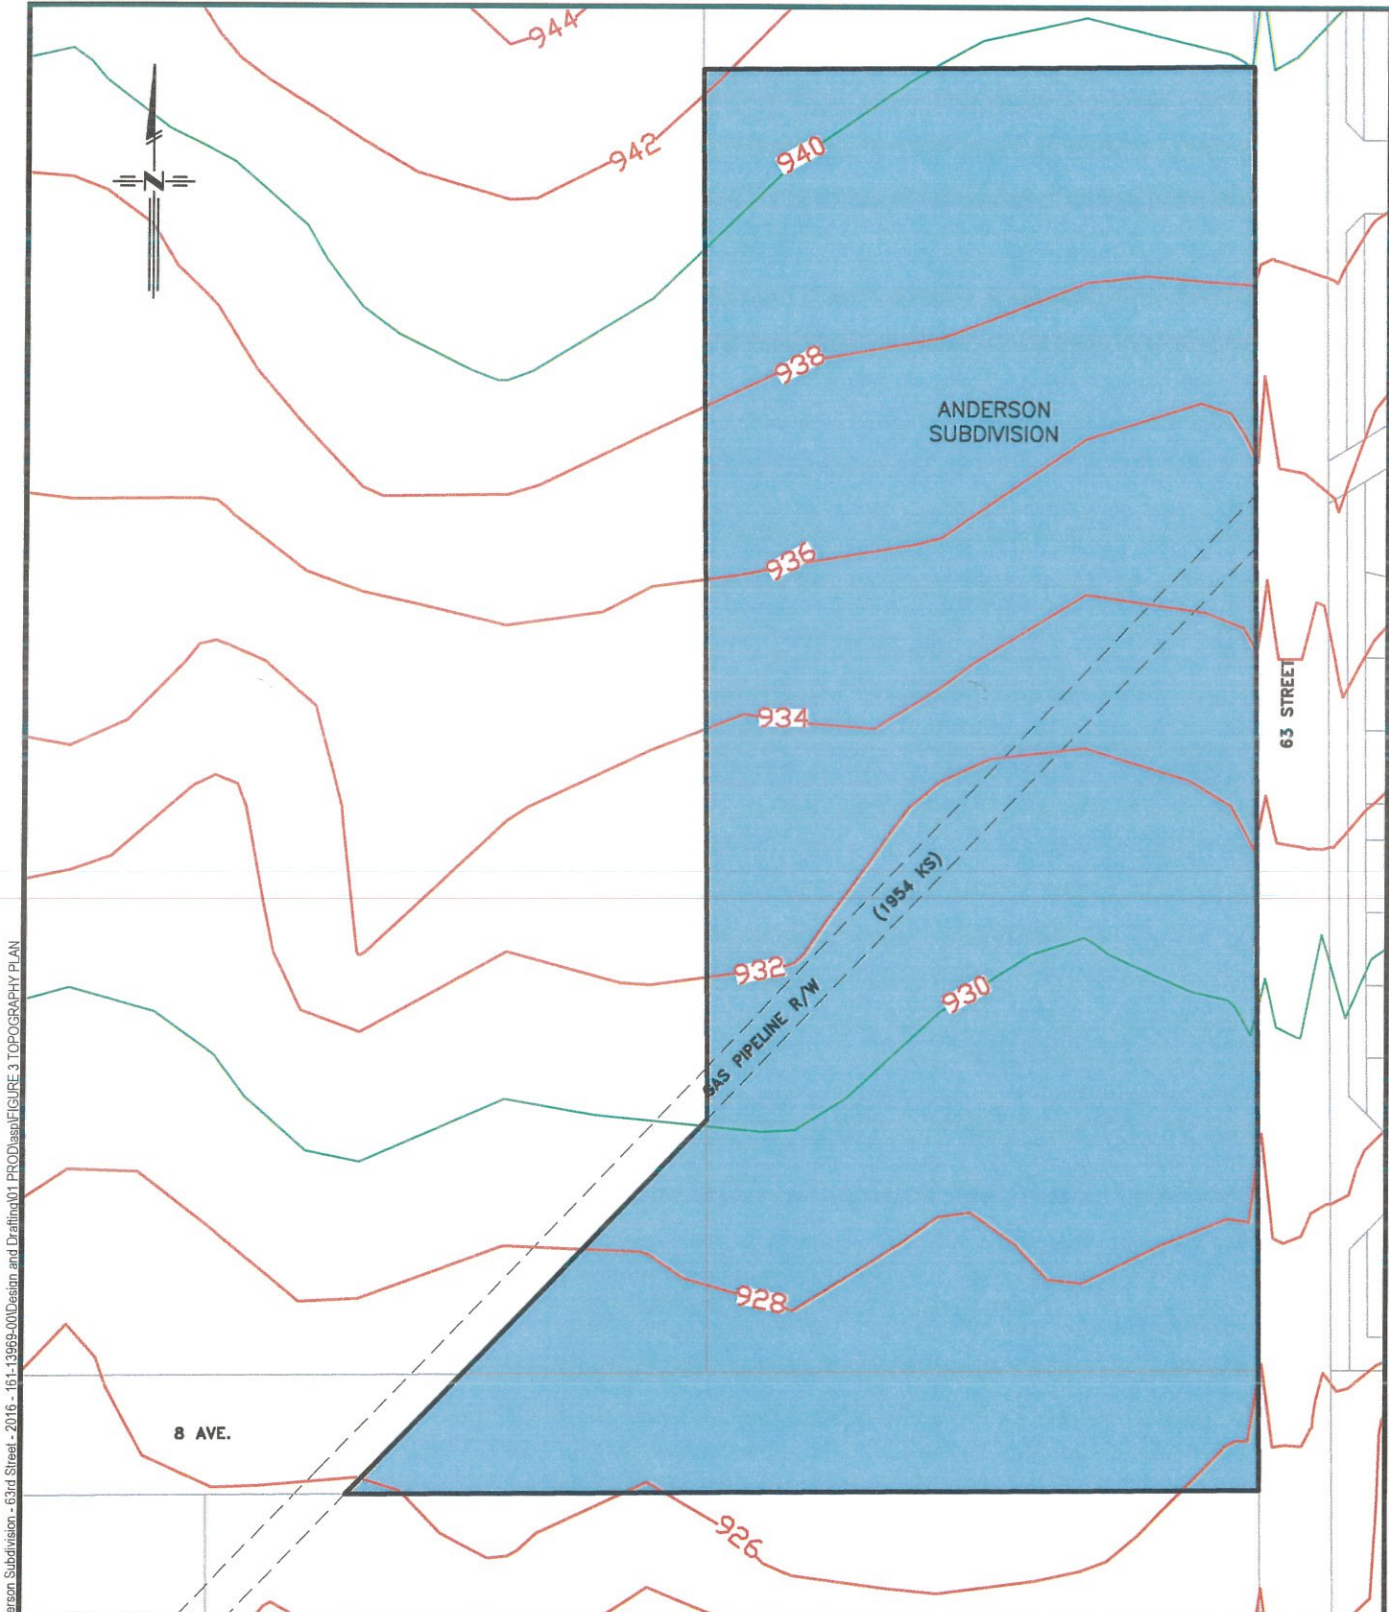 944
942
940
938
ANDERSON
SUBDIVISION
936
934
63 STREET
(1954 KS)
932
930
GAS PIPELINE R/W
928
8 AVE.
926
N
erson Subdivision - 63rd Street - 2016 - 161-13969-00\Design and Drafting\01 PROD\asp\FIGURE 3 TOPOGRAPHY PLAN